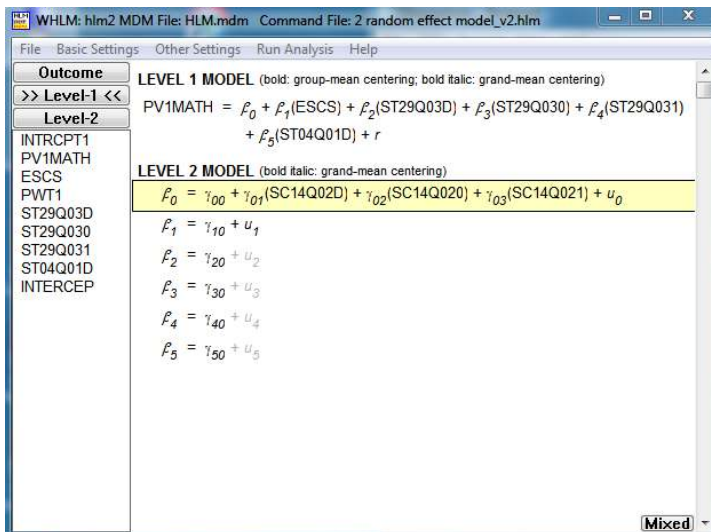 WHLM: hlm2 MDM File: HLM.mdm Command File: 2 random effect model_v2.hlm
File Basic Settings Other Settings Run Analysis Help
Outcome
>> Level-1 <<
Level-2
INTRCPT1
PV1MATH
ESCS
PWT1
ST29Q03D
ST29Q030
ST29Q031
ST04Q01D
INTERCEP
LEVEL 1 MODEL (bold: group-mean centering; bold italic: grand-mean centering)
PV1MATH = β0 + β1(ESCS) + β2(ST29Q03D) + β3(ST29Q030) + β4(ST29Q031)
+ β5(ST04Q01D) + r
LEVEL 2 MODEL (bold italic: grand-mean centering)
β0 = γ00 + γ01(SC14Q02D) + γ02(SC14Q020) + γ03(SC14Q021) + u0
β1 = γ10 + u1
β2 = γ20 + u2
β3 = γ30 + u3
β4 = γ40 + u4
β5 = γ50 + u5
Mixed